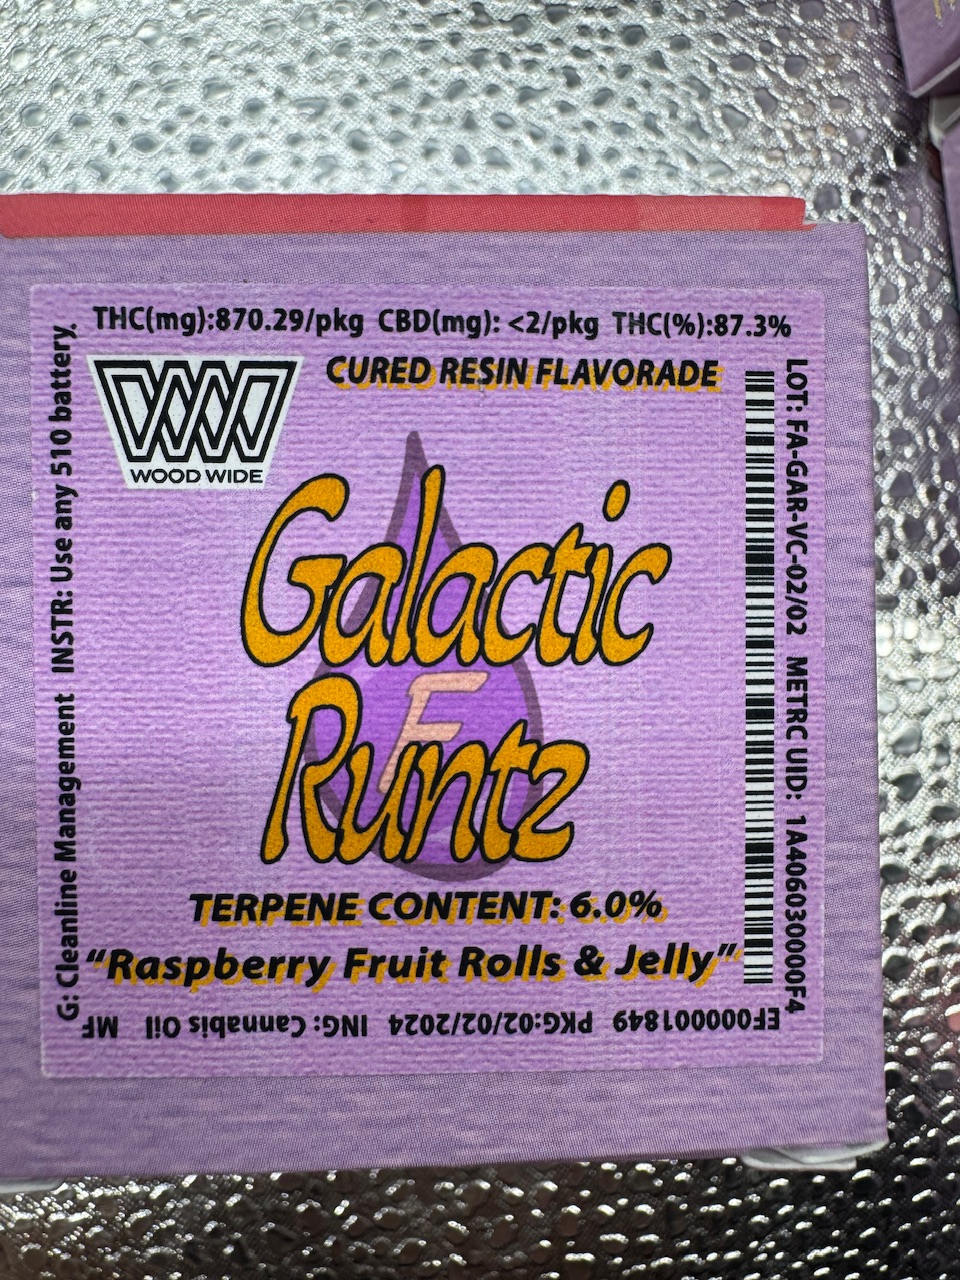 THC(mg):870.29/pkg CBD(mg): <2/pkg THC(%):87.3%
WOOD WIDE
CURED RESIN FLAVORADE
Galactic
Runtz
F
TERPENE CONTENT: 6.0%
“Raspberry Fruit Rolls & Jelly”
LOT: FA-GAR-VC-02/02 METRC UID: 1A4060300000F4
EF000001849 PKG:02/02/2024 ING: Cannabis Oil MF
G: Cleanline Management INSTR: Use any 510 battery.